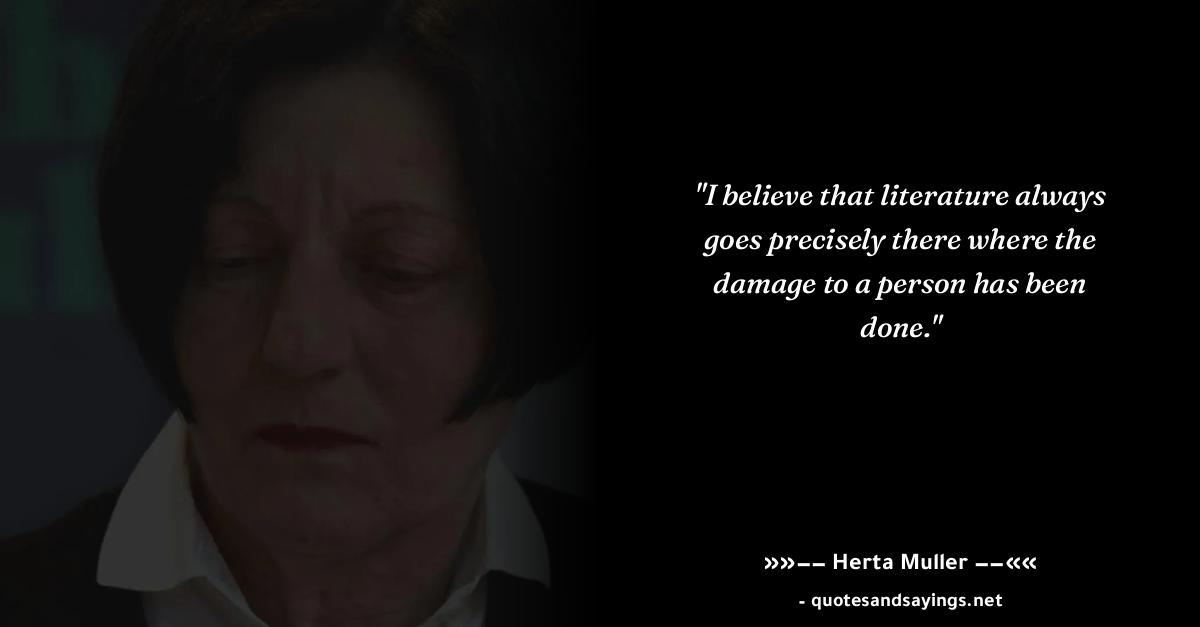 "I believe that literature always
goes precisely there where the
damage to a person has been
done."
»»−− Herta Muller −−««
- quotesandsayings.net